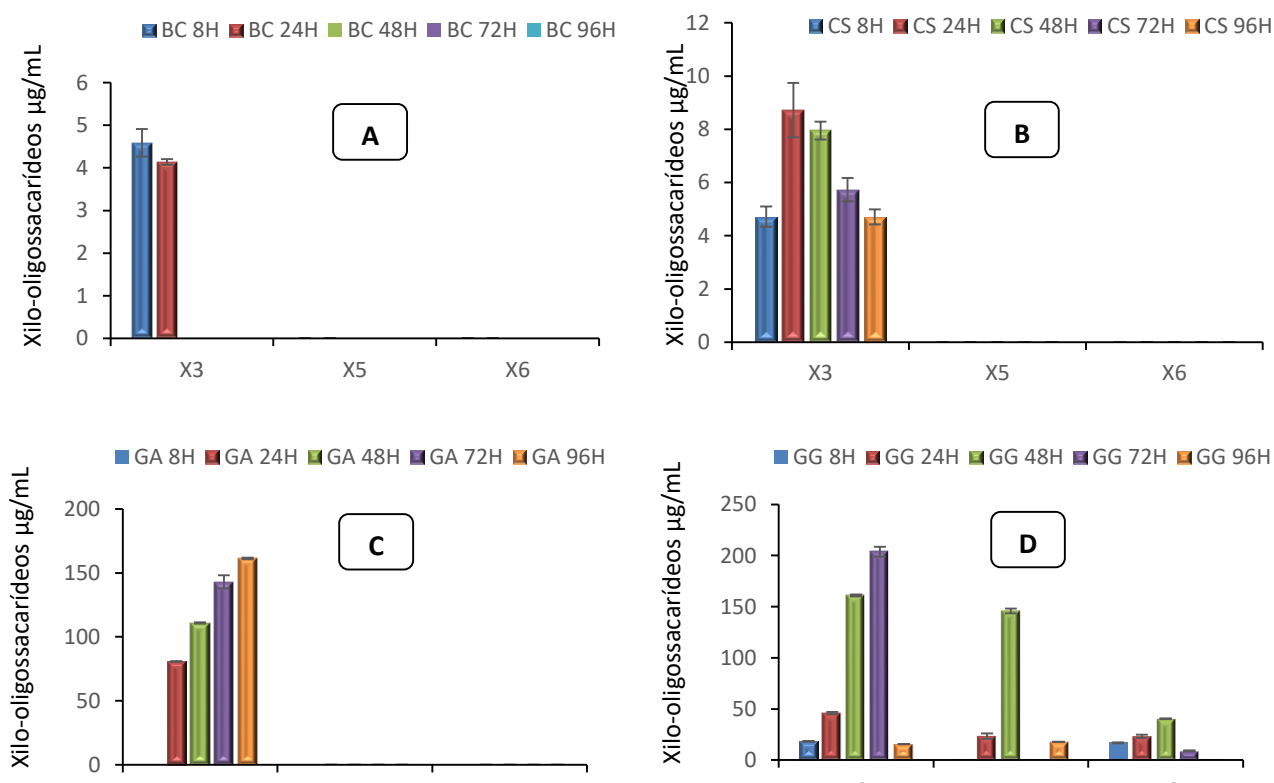 BC 8H BC 24H BC 48H BC 72H BC 96H
Xilo-oligossacarídeos µg/mL
6
5
4
3
2
1
0
A
X3 X5 X6
CS 8H CS 24H CS 48H CS 72H CS 96H
Xilo-oligossacarídeos µg/mL
12
10
8
6
4
2
0
B
X3 X5 X6
GA 8H GA 24H GA 48H GA 72H GA 96H
Xilo-oligossacarídeos µg/mL
200
150
100
50
0
C
GG 8H GG 24H GG 48H GG 72H GG 96H
Xilo-oligossacarídeos µg/mL
250
200
150
100
50
0
D